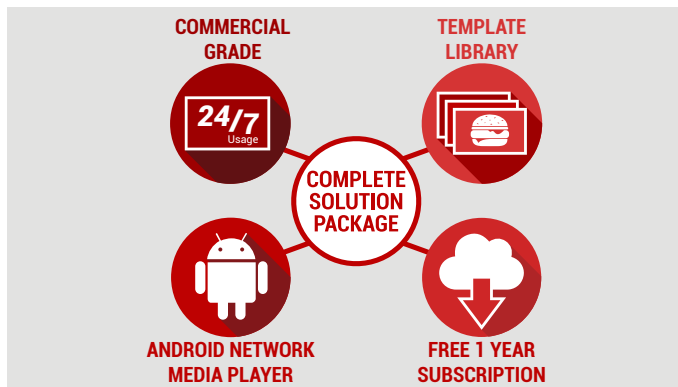 COMMERCIAL
GRADE
TEMPLATE
LIBRARY
24/7
Usage
COMPLETE
SOLUTION
PACKAGE
ANDROID NETWORK
MEDIA PLAYER
FREE 1 YEAR
SUBSCRIPTION